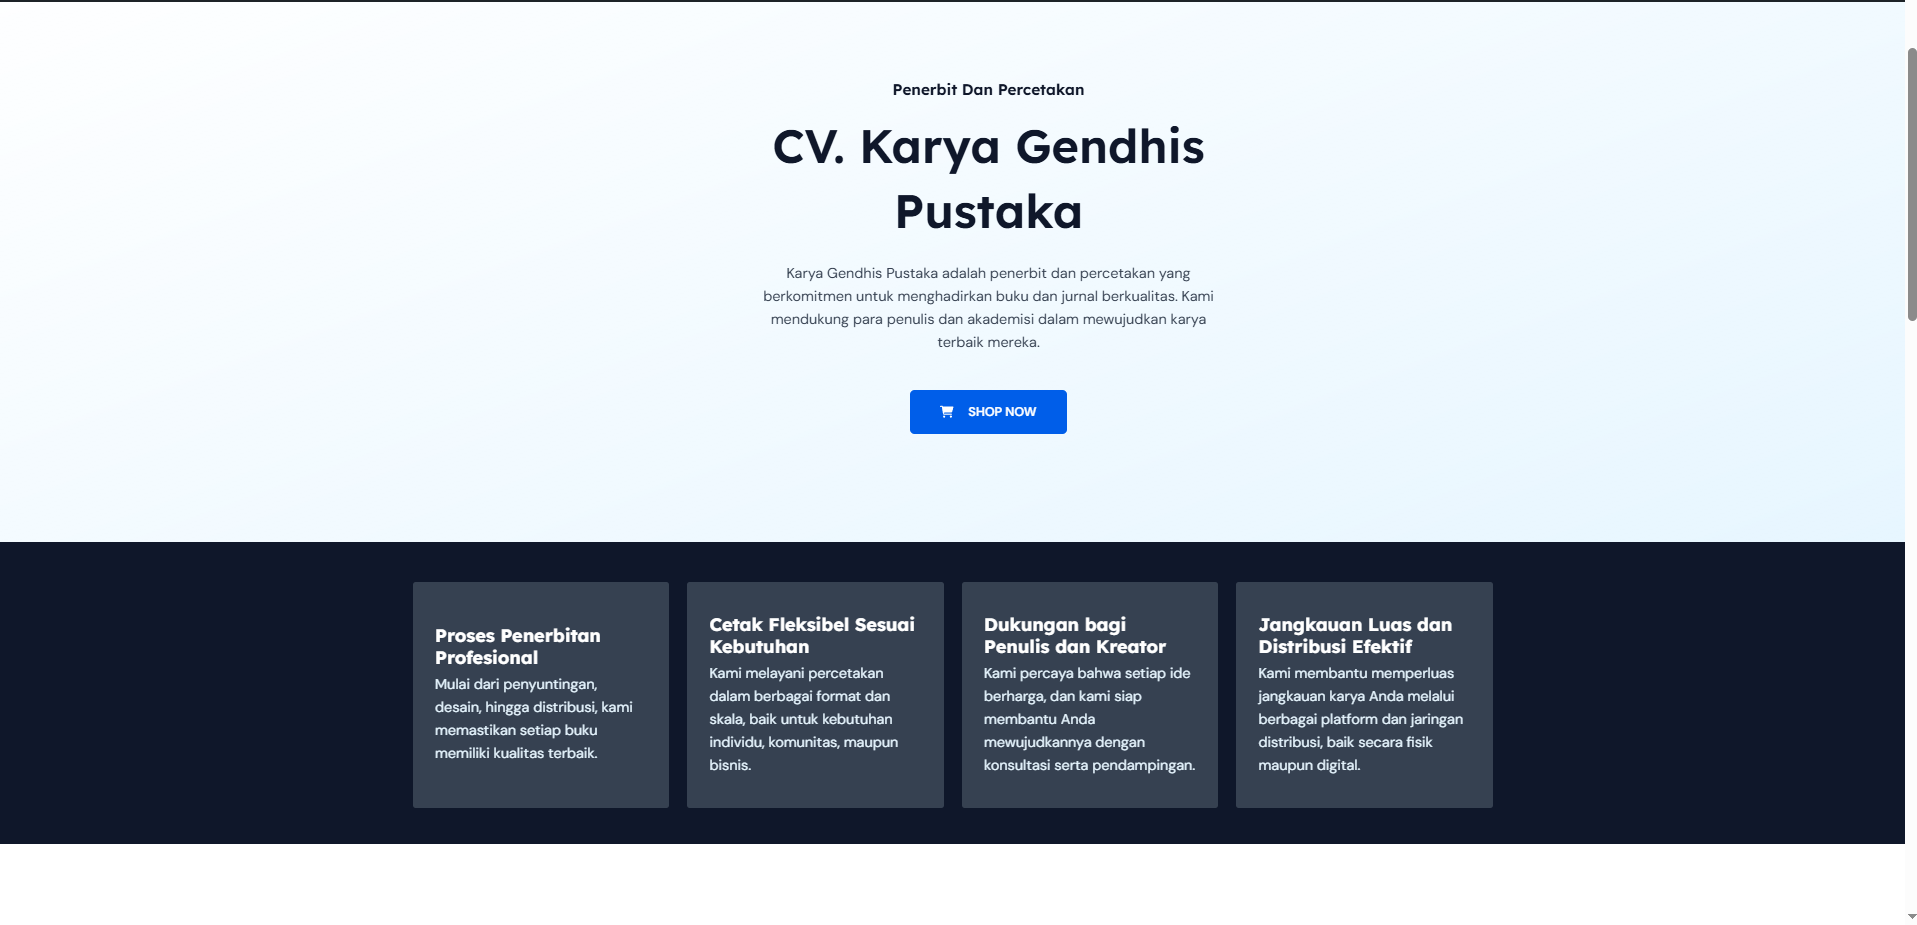 Penerbit Dan Percetakan
CV. Karya Gendhis
Pustaka
Karya Gendhis Pustaka adalah penerbit dan percetakan yang
berkomitmen untuk menghadirkan buku dan jurnal berkualitas. Kami
mendukung para penulis dan akademisi dalam mewujudkan karya
terbaik mereka.
SHOP NOW
Proses Penerbitan
Profesional
Mulai dari penyuntingan,
desain, hingga distribusi, kami
memastikan setiap buku
memiliki kualitas terbaik.
Cetak Fleksibel Sesuai
Kebutuhan
Kami melayani percetakan
dalam berbagai format dan
skala, baik untuk kebutuhan
individu, komunitas, maupun
bisnis.
Dukungan bagi
Penulis dan Kreator
Kami percaya bahwa setiap ide
berharga, dan kami siap
membantu Anda
mewujudkannya dengan
konsultasi serta pendampingan.
Jangkauan Luas dan
Distribusi Efektif
Kami membantu memperluas
jangkauan karya Anda melalui
berbagai platform dan jaringan
distribusi, baik secara fisik
maupun digital.